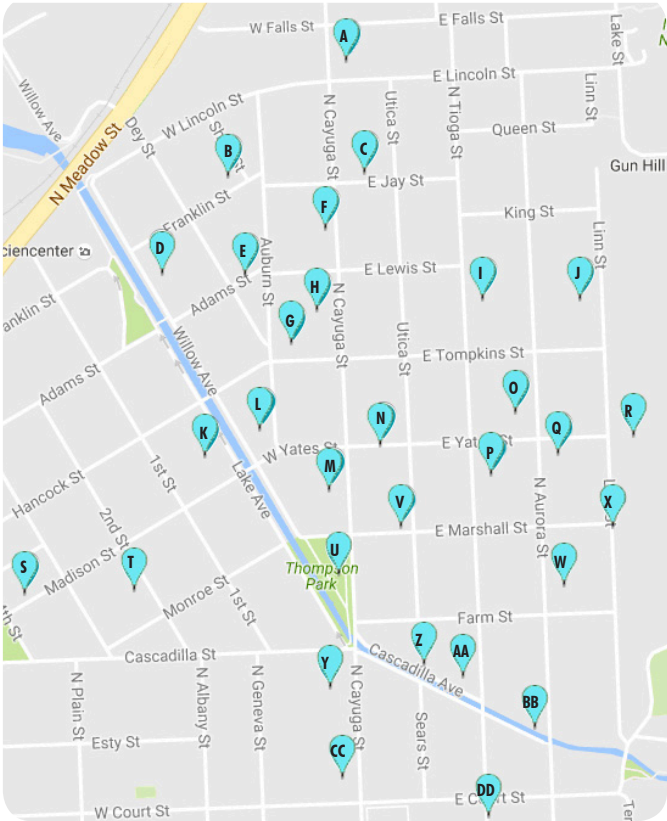 W Falls St
E Falls St
Lake St
A
E Lincoln St
Willow Ave
N Meadow St
Dey St
W Lincoln St
N Cayuga St
Utica St
N Tioga St
Linn St
Queen St
B
C
Gun Hill
E Jay St
Franklin St
F
King St
D
E
ciencenter
Auburn St
E Lewis St
Linn St
I
J
H
Adams St
G
N Cayuga St
anklin St
Utica St
E Tompkins St
Willow Ave
Adams St
O
L
N
R
K
W Yates St
E Yates St
Q
P
M
Hancock St
1st St
Lake Ave
N Aurora St
V
X
2nd St
E Marshall St
U
Thompson
Park
W
S
T
Madison St
Monroe St
1st St
4th St
Farm St
Cascadilla St
Z
AA
Y
Cascadilla Ave
N Plain St
N Albany St
N Geneva St
N Cayuga St
Sears St
BB
Esty St
CC
DD
W Court St
E Court St
Ter